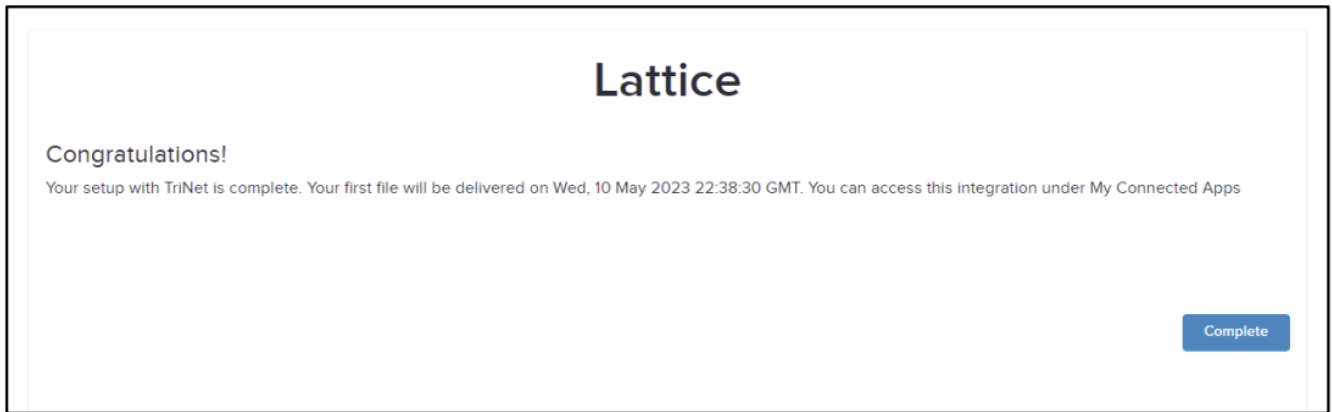 Lattice
Congratulations!
Your setup with TriNet is complete. Your first file will be delivered on Wed, 10 May 2023 22:38:30 GMT. You can access this integration under My Connected Apps
Complete